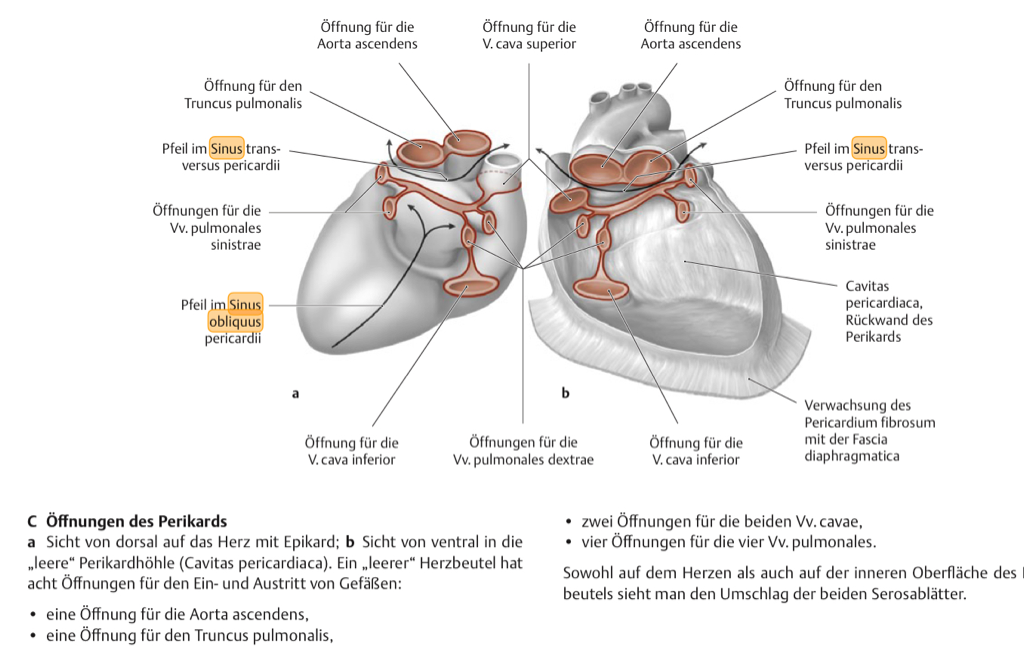 Öffnung für die
Aorta ascendens
Öffnung für die
V. cava superior
Öffnung für die
Aorta ascendens
Öffnung für den
Truncus pulmonalis
Öffnung für den
Truncus pulmonalis
Pfeil im Sinus trans-
versus pericardii
Pfeil im Sinus trans-
versus pericardii
Öffnungen für die
Vv. pulmonales
sinistrae
Öffnungen für die
Vv. pulmonales
sinistrae
Pfeil im Sinus
obliquus
pericardii
Cavitas
pericardiaca,
Rückwand des
Perikards
a
b
Verwachsung des
Pericardium fibrosum
mit der Fascia
diaphragmatica
Öffnung für die
V. cava inferior
Öffnungen für die
Vv. pulmonales dextrae
Öffnung für die
V. cava inferior
C Öffnungen des Perikards
a Sicht von dorsal auf das Herz mit Epikard; b Sicht von ventral in die
„leere“ Perikardhöhle (Cavitas pericardiaca). Ein „leerer“ Herzbeutel hat
acht Öffnungen für den Ein- und Austritt von Gefäßen:
• eine Öffnung für die Aorta ascendens,
• eine Öffnung für den Truncus pulmonalis,
• zwei Öffnungen für die beiden Vv. cavae,
• vier Öffnungen für die vier Vv. pulmonales.
Sowohl auf dem Herzen als auch auf der inneren Oberfläche des
beutels sieht man den Umschlag der beiden Serosablätter.